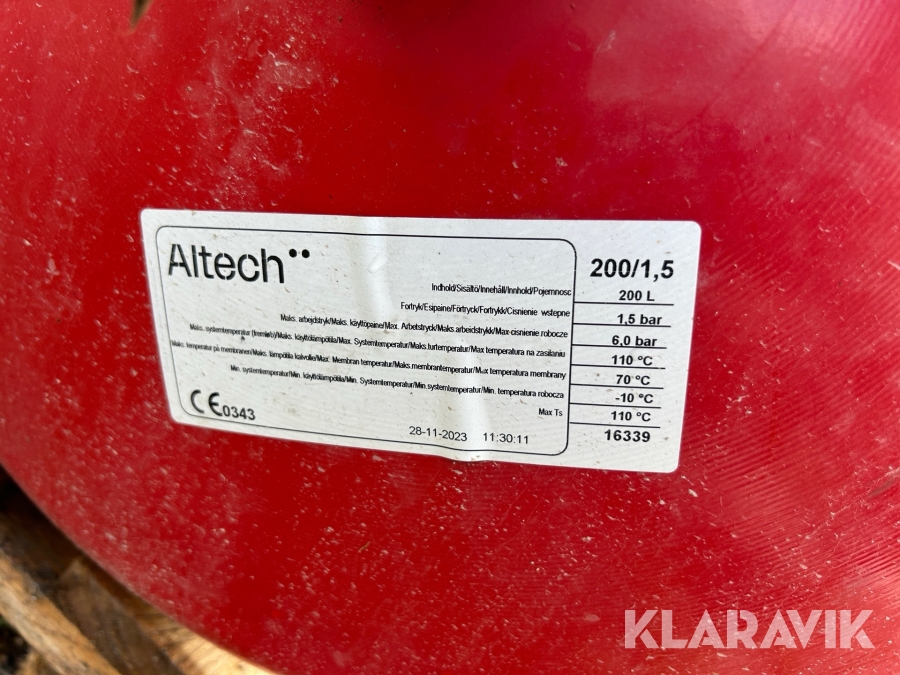 Altech
200/1,5
Indhold/Sisältö/Innehåll/Innhold/Pojemnosc 200 L
Fortryk/Esipaine/Förtryck/Fortrykk/Cisnienie wstepne 1,5 bar
Maks. arbejdstryk/Maks. käyttöpaine/Max. Arbetstryck/Maks.arbeidstrykk/Max cisnienie robocze 6,0 bar
Maks. systemtemperatur (fremløb)/Maks. käyttölämpötila/Max. Systemtemperatur/Maks.turtemperatur/Max temperatura na zasilaniu 110 °C
Maks. temperatur på membranen/Maks. lämpötila kalvolle/Max. Membran temperatur/Maks.membrantemperatur/Max temperatura membrany 70 °C
Min. systemtemperatur/Min. käyttölämpötila/Min. Systemtemperatur/Min.systemtemperatur/Min. temperatura robocza -10 °C
Max Ts 110 °C
CE0343
28-11-2023 11:30:11
16339
KLARAVIK